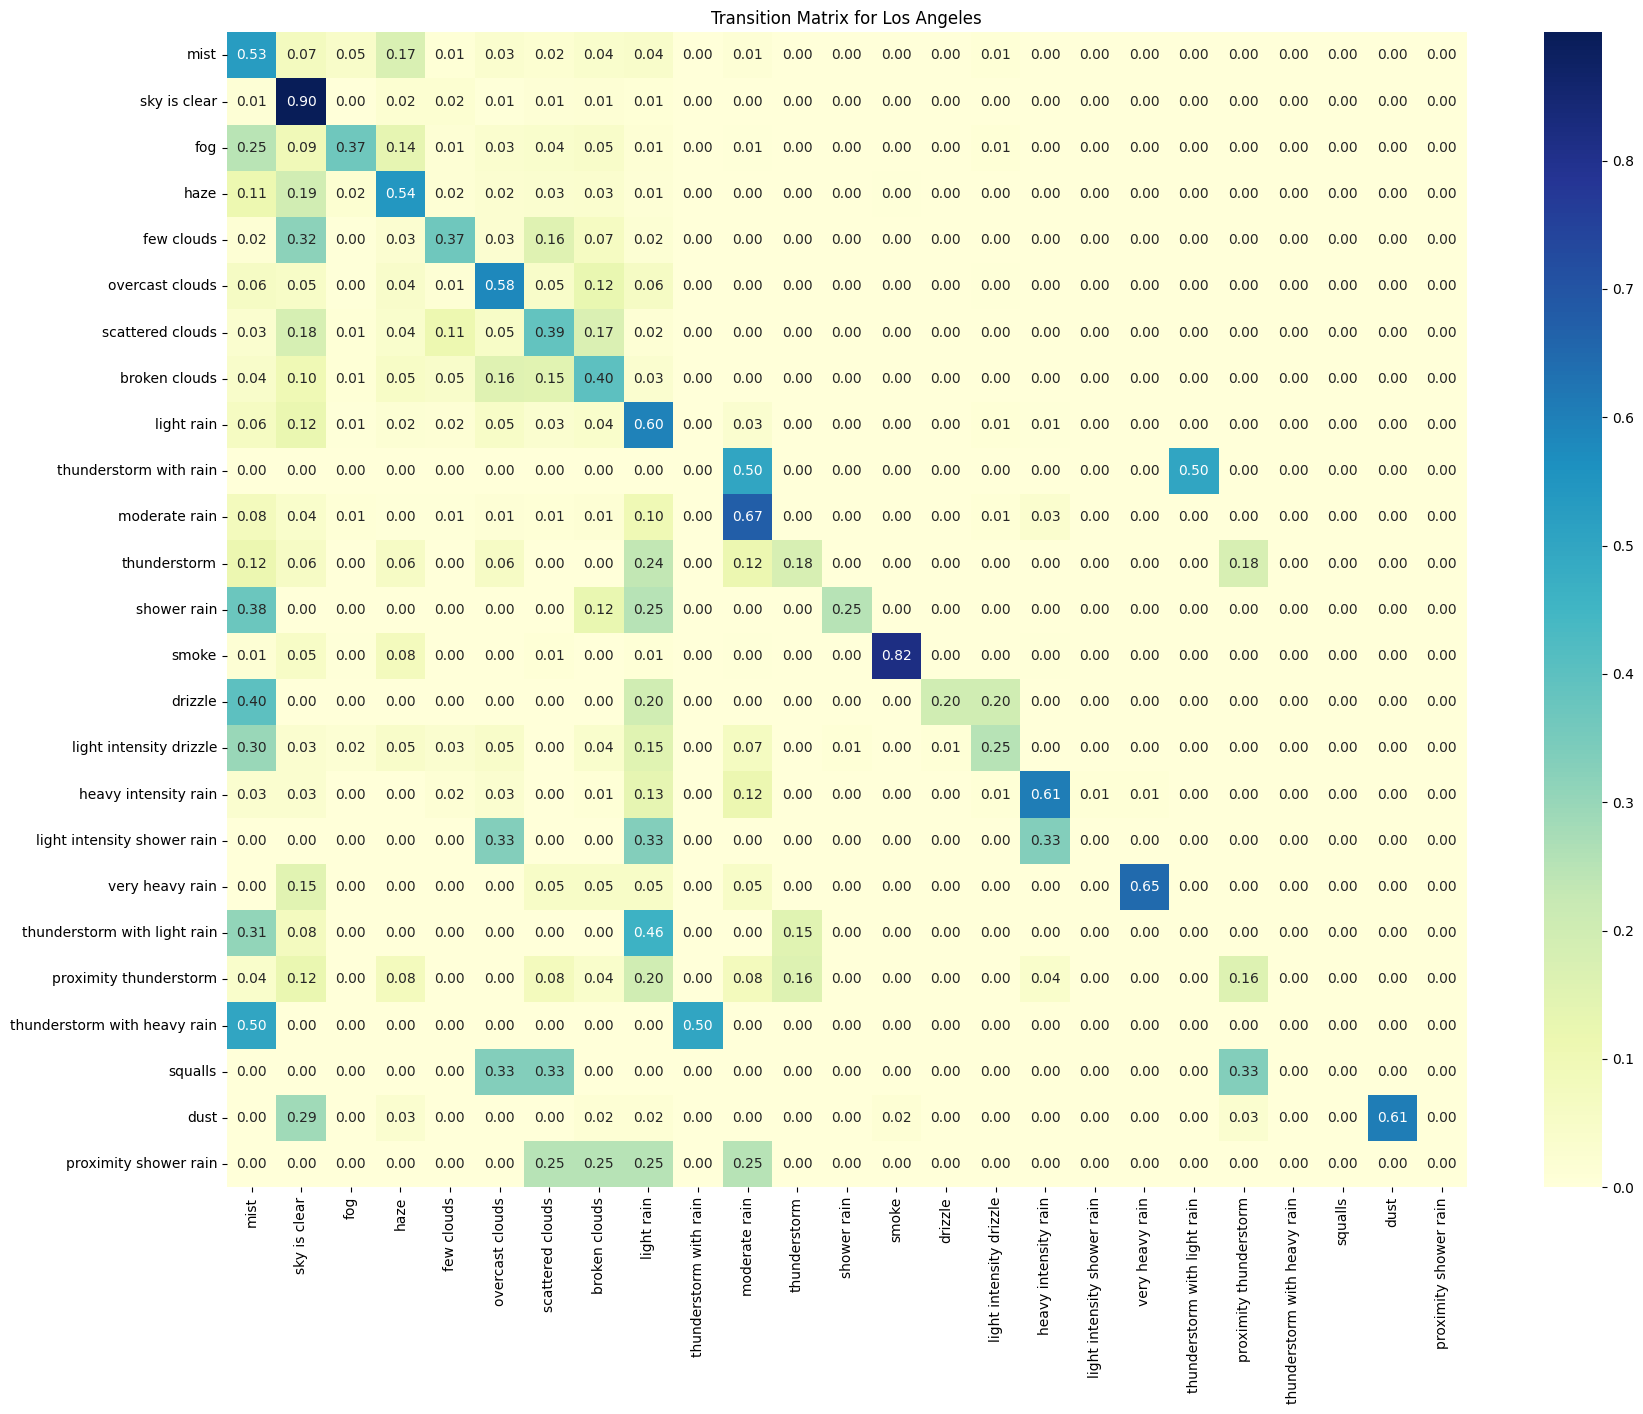 Transition Matrix for Los Angeles
mist 0.53 0.07 0.05 0.17 0.01 0.03 0.02 0.04 0.04 0.00 0.01 0.00 0.00 0.00 0.00 0.01 0.00 0.00 0.00 0.00 0.00 0.00 0.00 0.00 0.00
sky is clear 0.01 0.90 0.00 0.02 0.02 0.01 0.01 0.01 0.01 0.00 0.00 0.00 0.00 0.00 0.00 0.00 0.00 0.00 0.00 0.00 0.00 0.00 0.00 0.00 0.00
fog 0.25 0.09 0.37 0.14 0.01 0.03 0.04 0.05 0.01 0.00 0.01 0.00 0.00 0.00 0.00 0.01 0.00 0.00 0.00 0.00 0.00 0.00 0.00 0.00 0.00
haze 0.11 0.19 0.02 0.54 0.02 0.02 0.03 0.03 0.01 0.00 0.00 0.00 0.00 0.00 0.00 0.00 0.00 0.00 0.00 0.00 0.00 0.00 0.00 0.00 0.00
few clouds 0.02 0.32 0.00 0.03 0.37 0.03 0.16 0.07 0.02 0.00 0.00 0.00 0.00 0.00 0.00 0.00 0.00 0.00 0.00 0.00 0.00 0.00 0.00 0.00 0.00
overcast clouds 0.06 0.05 0.00 0.04 0.01 0.58 0.05 0.12 0.06 0.00 0.00 0.00 0.00 0.00 0.00 0.00 0.00 0.00 0.00 0.00 0.00 0.00 0.00 0.00 0.00
scattered clouds 0.03 0.18 0.01 0.04 0.11 0.05 0.39 0.17 0.02 0.00 0.00 0.00 0.00 0.00 0.00 0.00 0.00 0.00 0.00 0.00 0.00 0.00 0.00 0.00 0.00
broken clouds 0.04 0.10 0.01 0.05 0.05 0.16 0.15 0.40 0.03 0.00 0.00 0.00 0.00 0.00 0.00 0.00 0.00 0.00 0.00 0.00 0.00 0.00 0.00 0.00 0.00
light rain 0.06 0.12 0.01 0.02 0.02 0.05 0.03 0.04 0.60 0.00 0.03 0.00 0.00 0.00 0.00 0.01 0.01 0.00 0.00 0.00 0.00 0.00 0.00 0.00 0.00
thunderstorm with rain 0.00 0.00 0.00 0.00 0.00 0.00 0.00 0.00 0.00 0.00 0.50 0.00 0.00 0.00 0.00 0.00 0.00 0.00 0.00 0.50 0.00 0.00 0.00 0.00 0.00
moderate rain 0.08 0.04 0.01 0.00 0.01 0.01 0.01 0.01 0.10 0.00 0.67 0.00 0.00 0.00 0.00 0.01 0.03 0.00 0.00 0.00 0.00 0.00 0.00 0.00 0.00
thunderstorm 0.12 0.06 0.00 0.06 0.00 0.06 0.00 0.00 0.24 0.00 0.12 0.18 0.00 0.00 0.00 0.00 0.00 0.00 0.00 0.00 0.18 0.00 0.00 0.00 0.00
shower rain 0.38 0.00 0.00 0.00 0.00 0.00 0.00 0.12 0.25 0.00 0.00 0.00 0.25 0.00 0.00 0.00 0.00 0.00 0.00 0.00 0.00 0.00 0.00 0.00 0.00
smoke 0.01 0.05 0.00 0.08 0.00 0.00 0.01 0.00 0.01 0.00 0.00 0.00 0.00 0.82 0.00 0.00 0.00 0.00 0.00 0.00 0.00 0.00 0.00 0.00 0.00
drizzle 0.40 0.00 0.00 0.00 0.00 0.00 0.00 0.00 0.20 0.00 0.00 0.00 0.00 0.00 0.20 0.20 0.00 0.00 0.00 0.00 0.00 0.00 0.00 0.00 0.00
light intensity drizzle 0.30 0.03 0.02 0.05 0.03 0.05 0.00 0.04 0.15 0.00 0.07 0.00 0.01 0.00 0.01 0.25 0.00 0.00 0.00 0.00 0.00 0.00 0.00 0.00 0.00
heavy intensity rain 0.03 0.03 0.00 0.00 0.02 0.03 0.00 0.01 0.13 0.00 0.12 0.00 0.00 0.00 0.00 0.01 0.61 0.01 0.01 0.00 0.00 0.00 0.00 0.00 0.00
light intensity shower rain 0.00 0.00 0.00 0.00 0.00 0.33 0.00 0.00 0.33 0.00 0.00 0.00 0.00 0.00 0.00 0.00 0.33 0.00 0.00 0.00 0.00 0.00 0.00 0.00 0.00
very heavy rain 0.00 0.15 0.00 0.00 0.00 0.00 0.05 0.05 0.05 0.00 0.05 0.00 0.00 0.00 0.00 0.00 0.00 0.00 0.65 0.00 0.00 0.00 0.00 0.00 0.00
thunderstorm with light rain 0.31 0.08 0.00 0.00 0.00 0.00 0.00 0.00 0.46 0.00 0.00 0.15 0.00 0.00 0.00 0.00 0.00 0.00 0.00 0.00 0.00 0.00 0.00 0.00 0.00
proximity thunderstorm 0.04 0.12 0.00 0.08 0.00 0.00 0.08 0.04 0.20 0.00 0.08 0.16 0.00 0.00 0.00 0.00 0.04 0.00 0.00 0.00 0.16 0.00 0.00 0.00 0.00
thunderstorm with heavy rain 0.50 0.00 0.00 0.00 0.00 0.00 0.00 0.00 0.00 0.50 0.00 0.00 0.00 0.00 0.00 0.00 0.00 0.00 0.00 0.00 0.00 0.00 0.00 0.00 0.00
squalls 0.00 0.00 0.00 0.00 0.00 0.33 0.33 0.00 0.00 0.00 0.00 0.00 0.00 0.00 0.00 0.00 0.00 0.00 0.00 0.00 0.33 0.00 0.00 0.00 0.00
dust 0.00 0.29 0.00 0.03 0.00 0.00 0.00 0.02 0.02 0.00 0.00 0.00 0.00 0.02 0.00 0.00 0.00 0.00 0.00 0.00 0.03 0.00 0.00 0.61 0.00
proximity shower rain 0.00 0.00 0.00 0.00 0.00 0.00 0.25 0.25 0.25 0.00 0.25 0.00 0.00 0.00 0.00 0.00 0.00 0.00 0.00 0.00 0.00 0.00 0.00 0.00 0.00
mist
sky is clear
fog
haze
few clouds
overcast clouds
scattered clouds
broken clouds
light rain
thunderstorm with rain
moderate rain
thunderstorm
shower rain
smoke
drizzle
light intensity drizzle
heavy intensity rain
light intensity shower rain
very heavy rain
thunderstorm with light rain
proximity thunderstorm
thunderstorm with heavy rain
squalls
dust
proximity shower rain
0.8
0.7
0.6
0.5
0.4
0.3
0.2
0.1
0.0